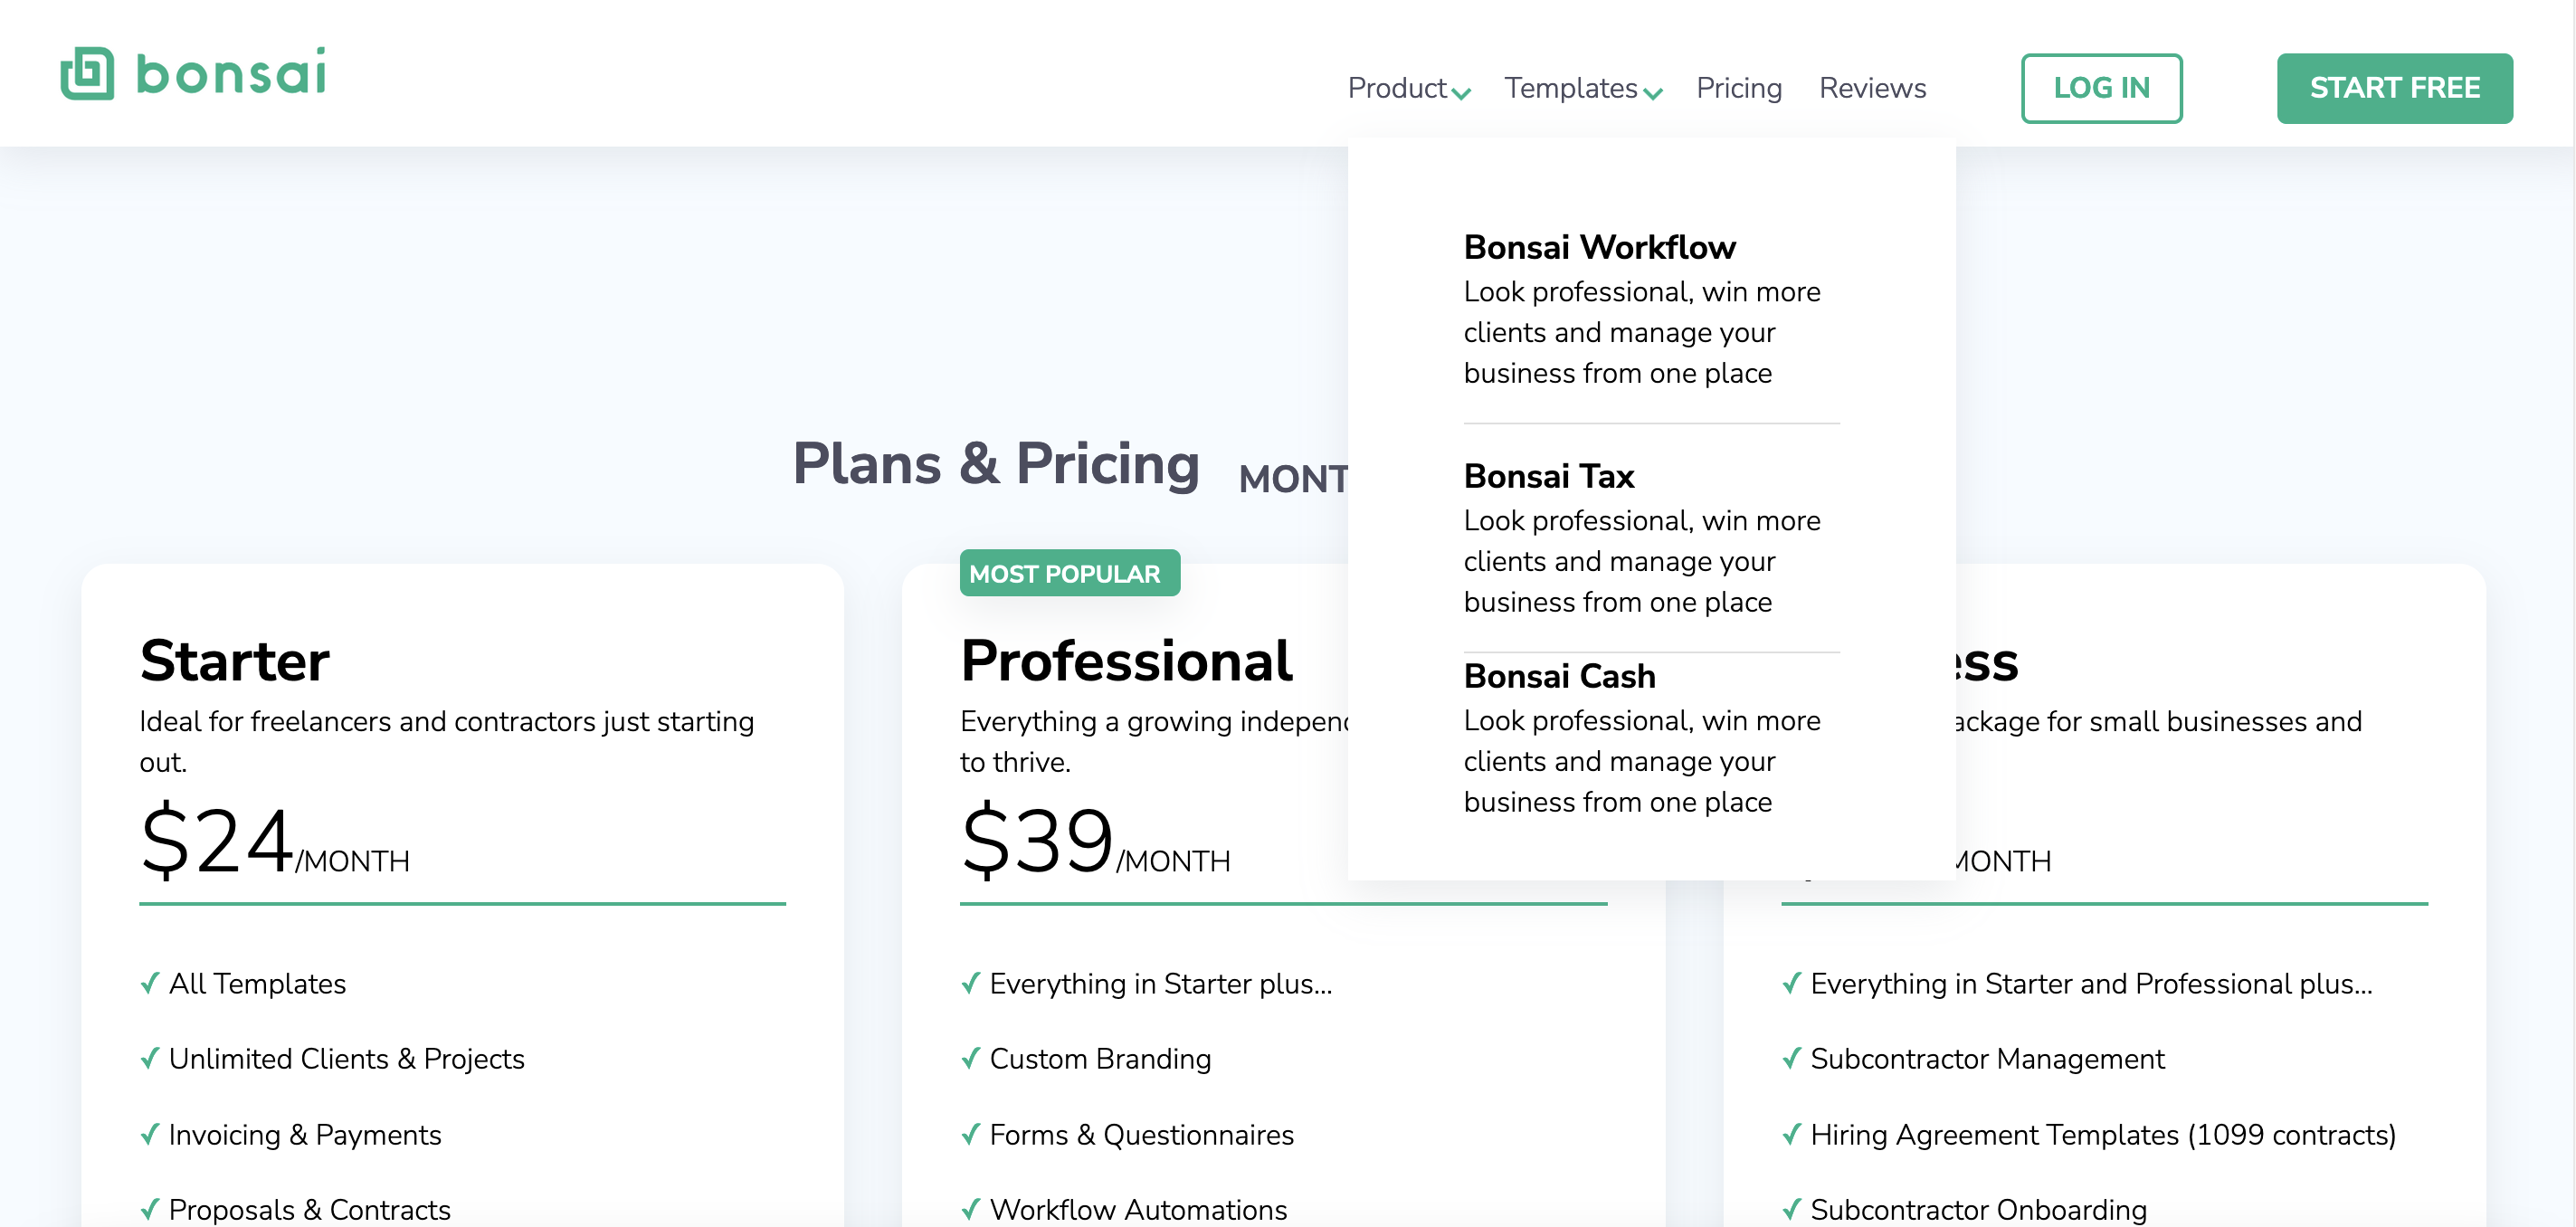 bonsai
Product
Templates
Pricing
Reviews
LOG IN
START FREE
Bonsai Workflow
Look professional, win more
clients and manage your
business from one place
Bonsai Tax
Look professional, win more
clients and manage your
business from one place
Bonsai Cash
Look professional, win more
clients and manage your
business from one place
Plans & Pricing
Starter
Ideal for freelancers and contractors just starting
out.
$24/MONTH
All Templates
Unlimited Clients & Projects
Invoicing & Payments
Proposals & Contracts
MOST POPULAR
Professional
Everything a growing
to thrive.
$39/MONTH
Everything in Starter plus...
Custom Branding
Forms & Questionnaires
Workflow Automations
for small businesses and
Everything in Starter and Professional plus...
Subcontractor Management
Hiring Agreement Templates (1099 contracts)
Subcontractor Onboarding